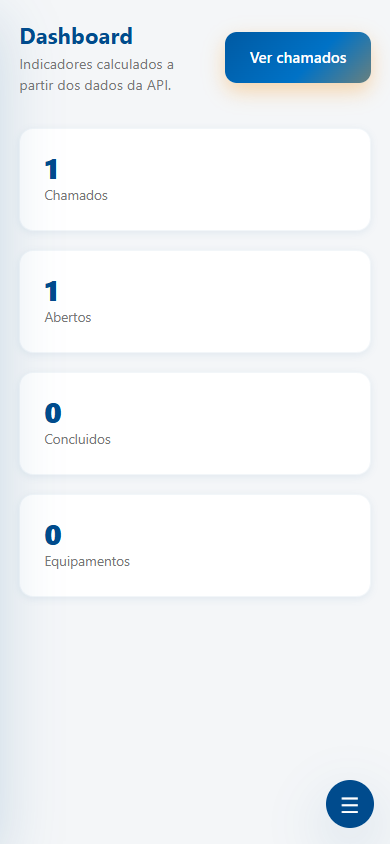 Dashboard
Indicadores calculados a
partir dos dados da API.
Ver chamados
1
Chamados
1
Abertos
0
Concluidos
0
Equipamentos